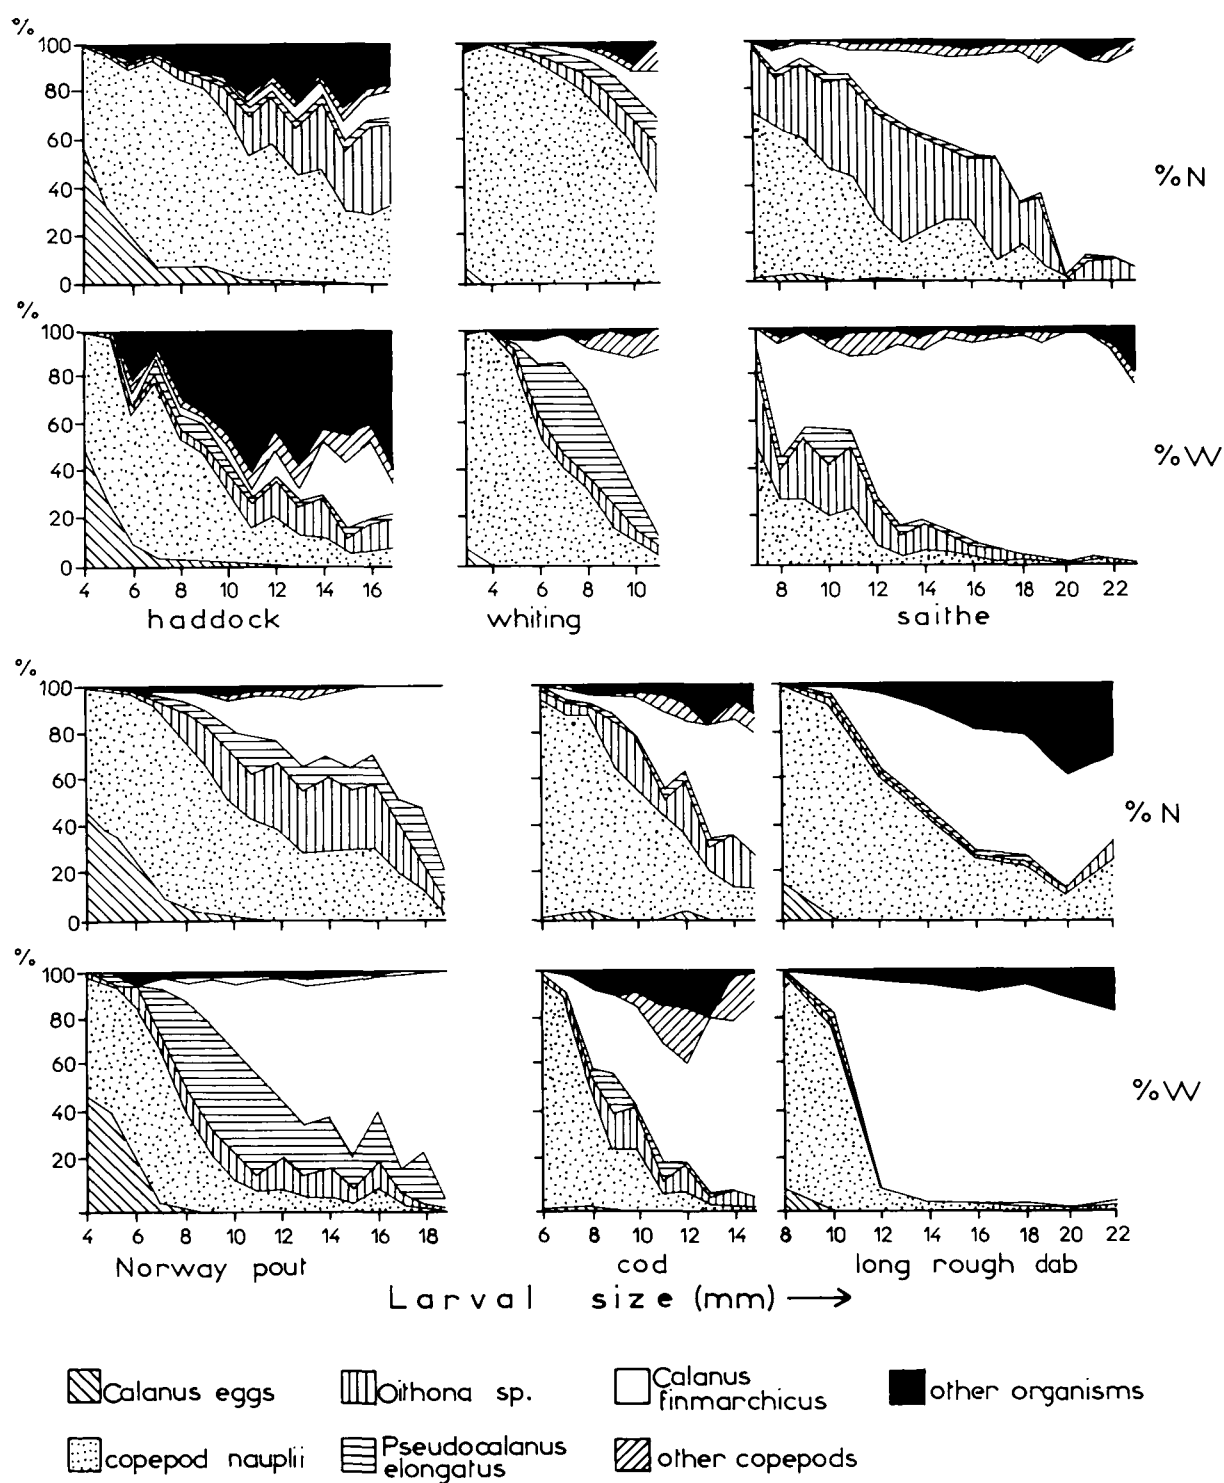 %
100
80
60
40
20
0
% N
%
100
80
60
40
20
0
4 6 8 10 12 14 16
4 6 8 10
8 10 12 14 16 18 20 22
% W
haddock whiting saithe
%
100
80
60
40
20
0
% N
%
100
80
60
40
20
4 6 8 10 12 14 16 18
6 8 10 12 14
8 10 12 14 16 18 20 22
% W
Norway pout cod long rough dab
Larval size (mm) →
Calanus eggs
Oithona sp.
Calanus
finmarchicus
other organisms
copepod nauplii
Pseudocalanus
elongatus
other copepods